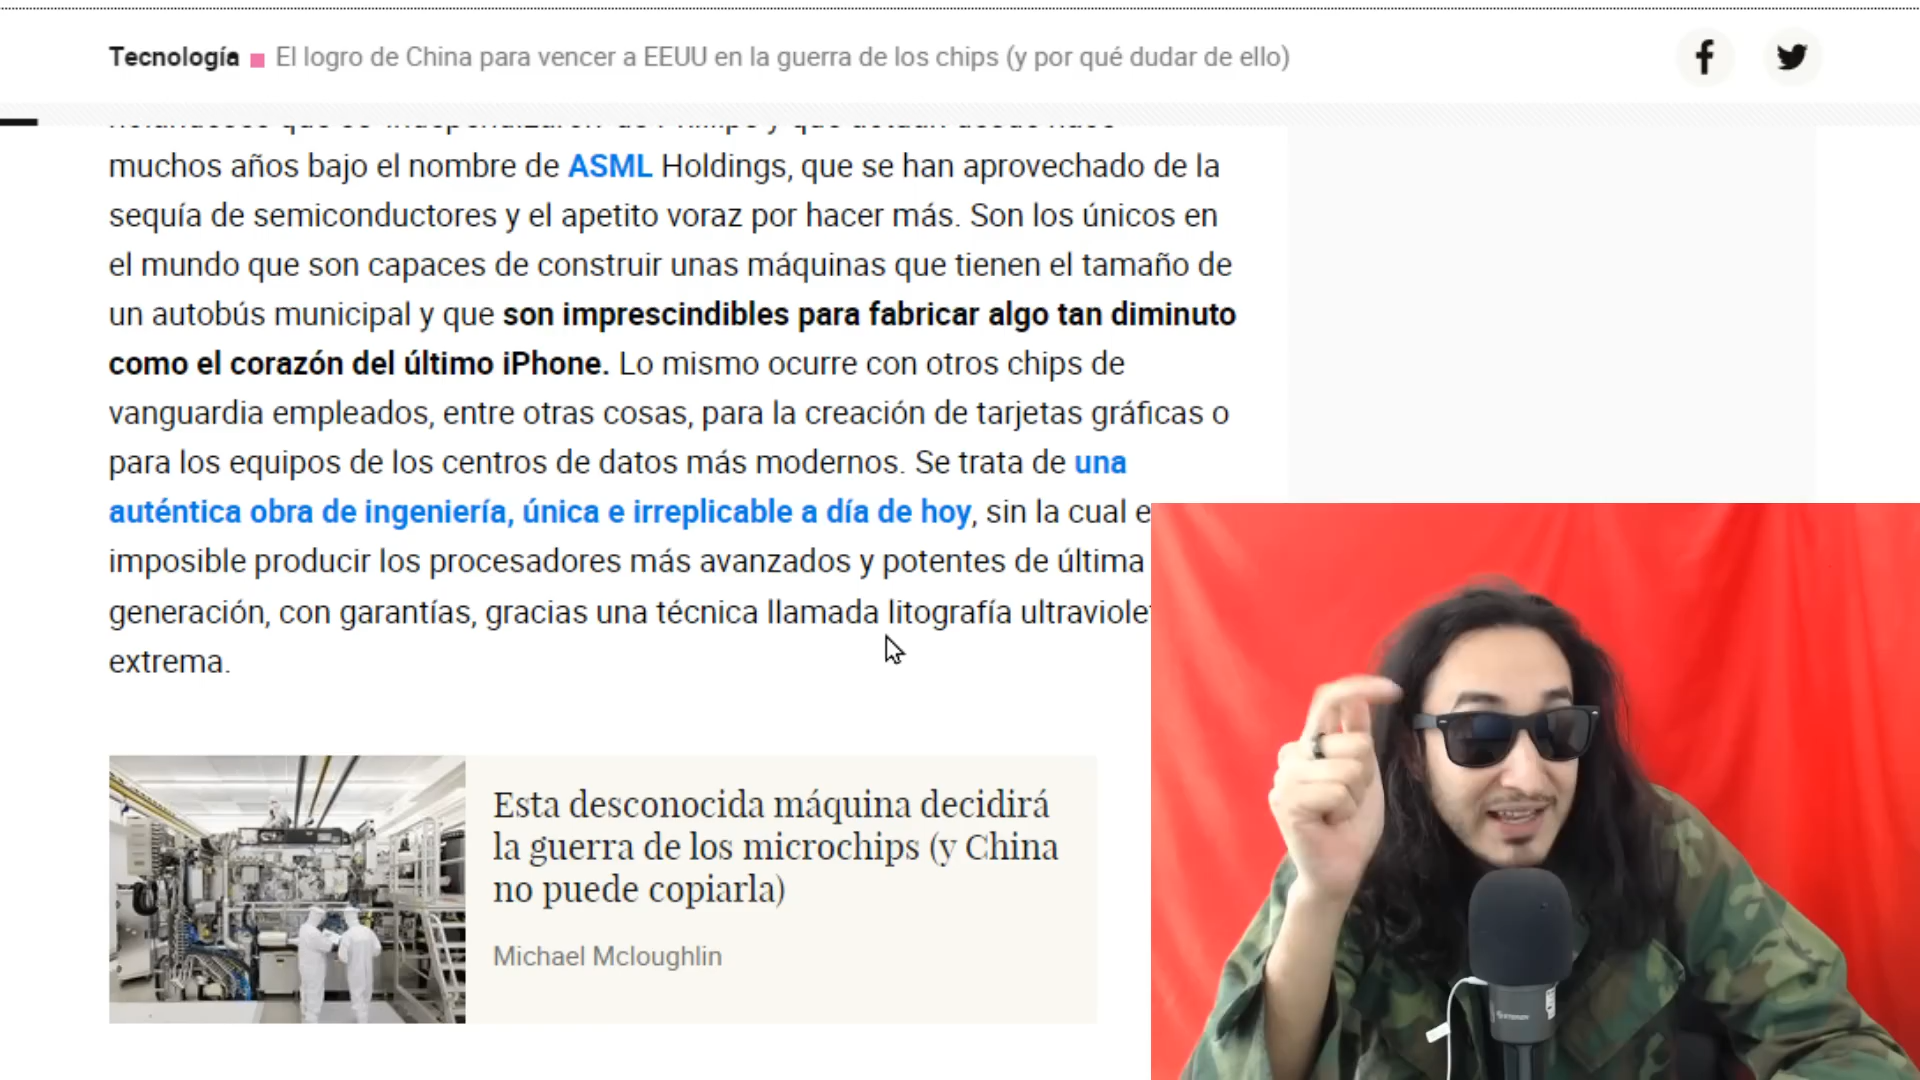 Tecnología El logro de China para vencer a EEUU en la guerra de los chips (y por qué dudar de ello)
muchos años bajo el nombre de ASML Holdings, que se han aprovechado de la
sequía de semiconductores y el apetito voraz por hacer más. Son los únicos en
el mundo que son capaces de construir unas máquinas que tienen el tamaño de
un autobús municipal y que son imprescindibles para fabricar algo tan diminuto
como el corazón del último iPhone. Lo mismo ocurre con otros chips de
vanguardia empleados, entre otras cosas, para la creación de tarjetas gráficas o
para los equipos de los centros de datos más modernos. Se trata de una
auténtica obra de ingeniería, única e irreplicable a día de hoy, sin la cual e
imposible producir los procesadores más avanzados y potentes de última
generación, con garantías, gracias una técnica llamada litografía ultraviole
extrema.
Esta desconocida máquina decidirá
la guerra de los microchips (y China
no puede copiarla)
Michael Mcloughlin